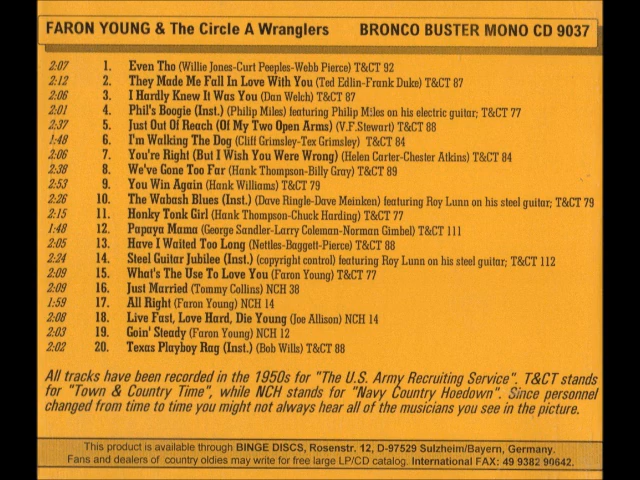 FARON YOUNG & The Circle A Wranglers BRONCO BUSTER MONO CD 9037
2:07 1. Even Tho (Willie Jones-Curt Peeples-Webb Pierce) T&CT 92
2:12 2. They Made Me Fall In Love With You (Ted Edlin-Frank Duke) T&CT 87
2:06 3. I Hardly Knew It Was You (Dan Welch) T&CT 87
2:01 4. Phil's Boogie (Inst.) (Philip Miles) featuring Philip Miles on his electric guitar; T&CT 77
2:37 5. Just Out Of Reach (Of My Two Open Arms) (V.F.Stewart) T&CT 88
1:48 6. I'm Walking The Dog (Cliff Grimsley-Tex Grimsley) T&CT 84
2:06 7. You're Right (But I Wish You Were Wrong) (Helen Carter-Chester Atkins) T&CT 84
2:38 8. We've Gone Too Far (Hank Thompson-Billy Gray) T&CT 89
2:53 9. You Win Again (Hank Williams) T&CT 79
2:26 10. The Wabash Blues (Inst.) (Dave Ringle-Dave Meinken) featuring Roy Lunn on his steel guitar; T&CT 79
2:15 11. Honky Tonk Girl (Hank Thompson-Chuck Harding) T&CT 77
1:48 12. Papaya Mama (George Sandler-Larry Coleman-Norman Gimbel) T&CT 111
2:05 13. Have I Waited Too Long (Nettles-Baggett-Pierce) T&CT 88
2:24 14. Steel Guitar Jubilee (Inst.) (copyright control) featuring Roy Lunn on his steel guitar; T&CT 112
2:09 15. What's The Use To Love You (Faron Young) T&CT 77
2:09 16. Just Married (Tommy Collins) NCH 38
1:59 17. All Right (Faron Young) NCH 14
2:08 18. Live Fast, Love Hard, Die Young (Joe Allison) NCH 14
2:03 19. Goin' Steady (Faron Young) NCH 12
2:02 20. Texas Playboy Rag (Inst.) (Bob Wills) T&CT 88
All tracks have been recorded in the 1950s for "The U.S. Army Recruiting Service". T&CT stands
for "Town & Country Time", while NCH stands for "Navy Country Hoedown". Since personnel
changed from time to time you might not always hear all of the musicians you see in the picture.
This product is available through BINGE DISCS, Rosenstr. 12, D-97529 Sulzheim/Bayern, Germany.
Fans and dealers of country oldies may write for free large LP/CD catalog. International FAX: 49 9382 90642.